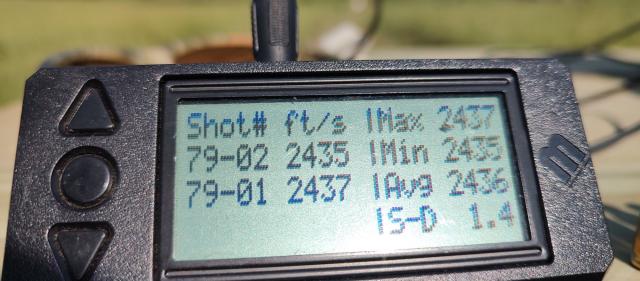 Shot# ft/s |Max 2437
79-02 2435 |Min 2435
79-01 2437 |Avg 2436
|S-D 1.4
m